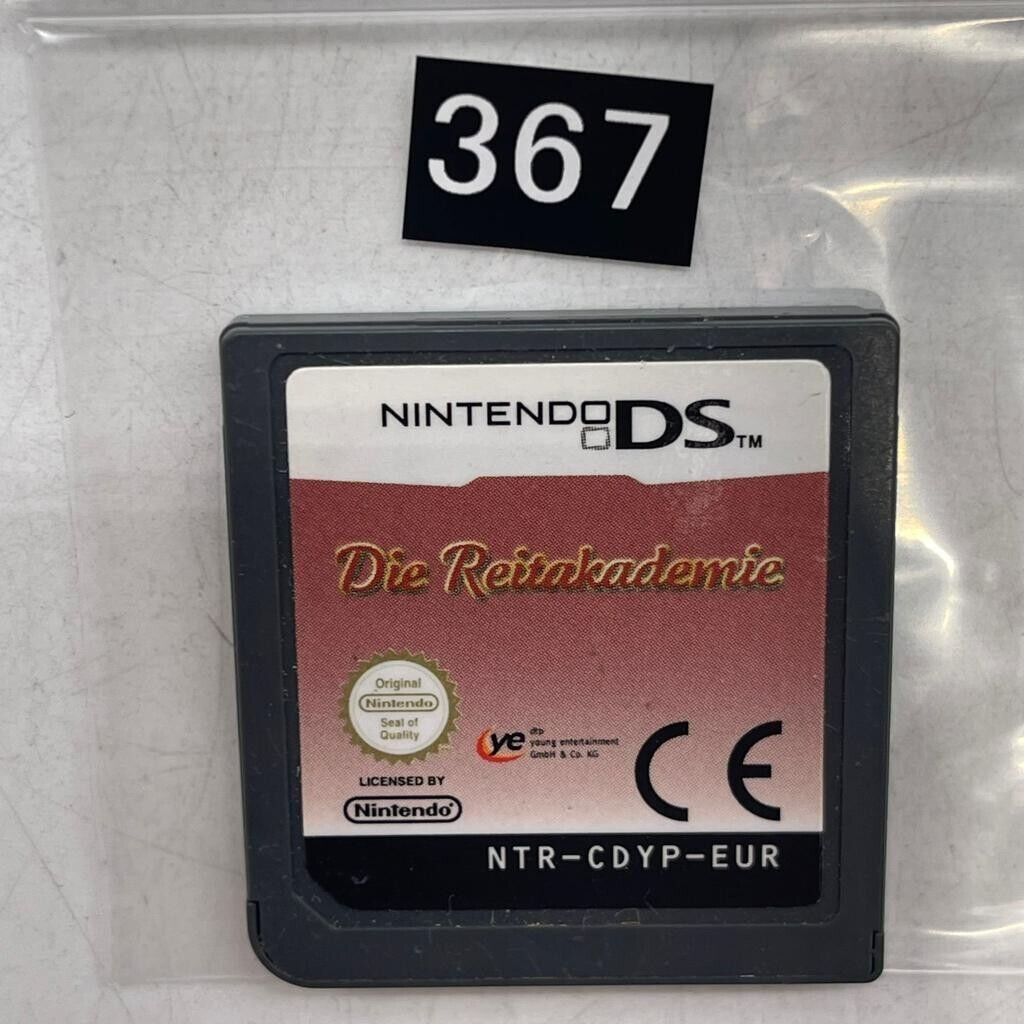 367
NINTENDO DS TM
Die Reitakademie
Original
Nintendo
Seal of
Quality
ye
dtp
young entertainment
GmbH & Co. KG
CE
LICENSED BY
Nintendo®
NTR-CDYP-EUR